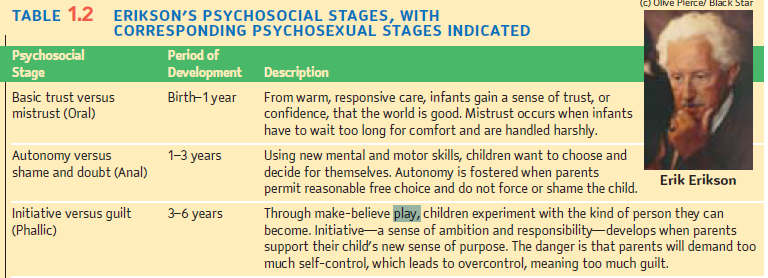 (c) Olive Pierce/ Black Star
TABLE 1.2 ERIKSON'S PSYCHOSOCIAL STAGES, WITH
CORRESPONDING PSYCHOSEXUAL STAGES INDICATED
Psychosocial
Stage
Period of
Development
Description
Basic trust versus
mistrust (Oral)
Birth–1 year
From warm, responsive care, infants gain a sense of trust, or
confidence, that the world is good. Mistrust occurs when infants
have to wait too long for comfort and are handled harshly.
Autonomy versus
shame and doubt (Anal)
1–3 years
Using new mental and motor skills, children want to choose and
decide for themselves. Autonomy is fostered when parents
permit reasonable free choice and do not force or shame the child.
Erik Erikson
Initiative versus guilt
(Phallic)
3–6 years
Through make-believe play, children experiment with the kind of person they can
become. Initiative—a sense of ambition and responsibility—develops when parents
support their child's new sense of purpose. The danger is that parents will demand too
much self-control, which leads to overcontrol, meaning too much guilt.